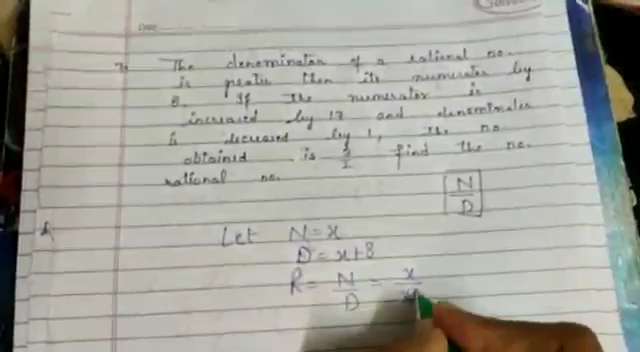 7. The denominator of a rational no.
is greater then its numerator by
8. If the numerator is
increased by 17 and denominator
is decreased by 1, the no.
obtained is 3/2 find the no.
rational no.
N/D
Let N = x
D = x+8
R = N/D = x/x